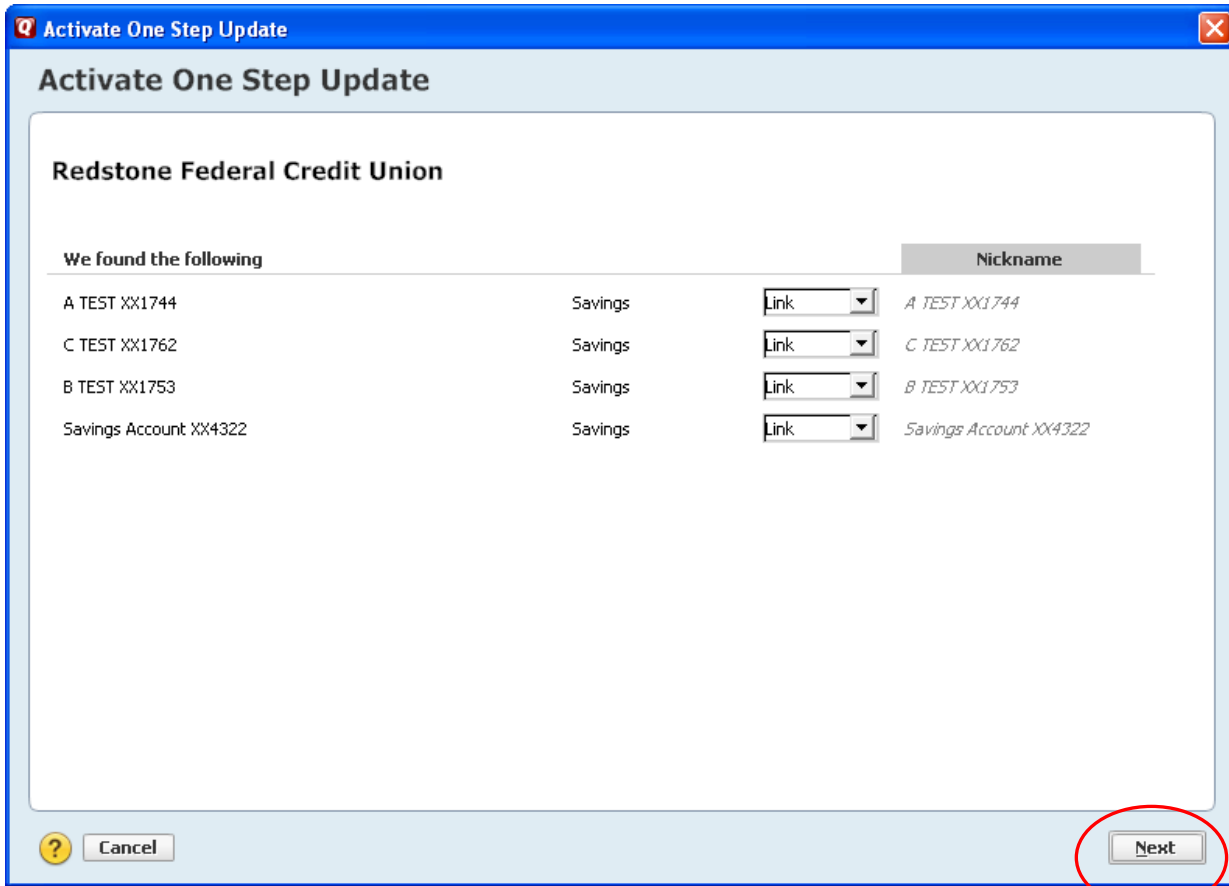 Activate One Step Update
Activate One Step Update
Redstone Federal Credit Union
We found the following Nickname
A TEST XX1744 Savings Link A TEST XX1744
C TEST XX1762 Savings Link C TEST XX1762
B TEST XX1753 Savings Link B TEST XX1753
Savings Account XX4322 Savings Link Savings Account XX4322
? Cancel Next